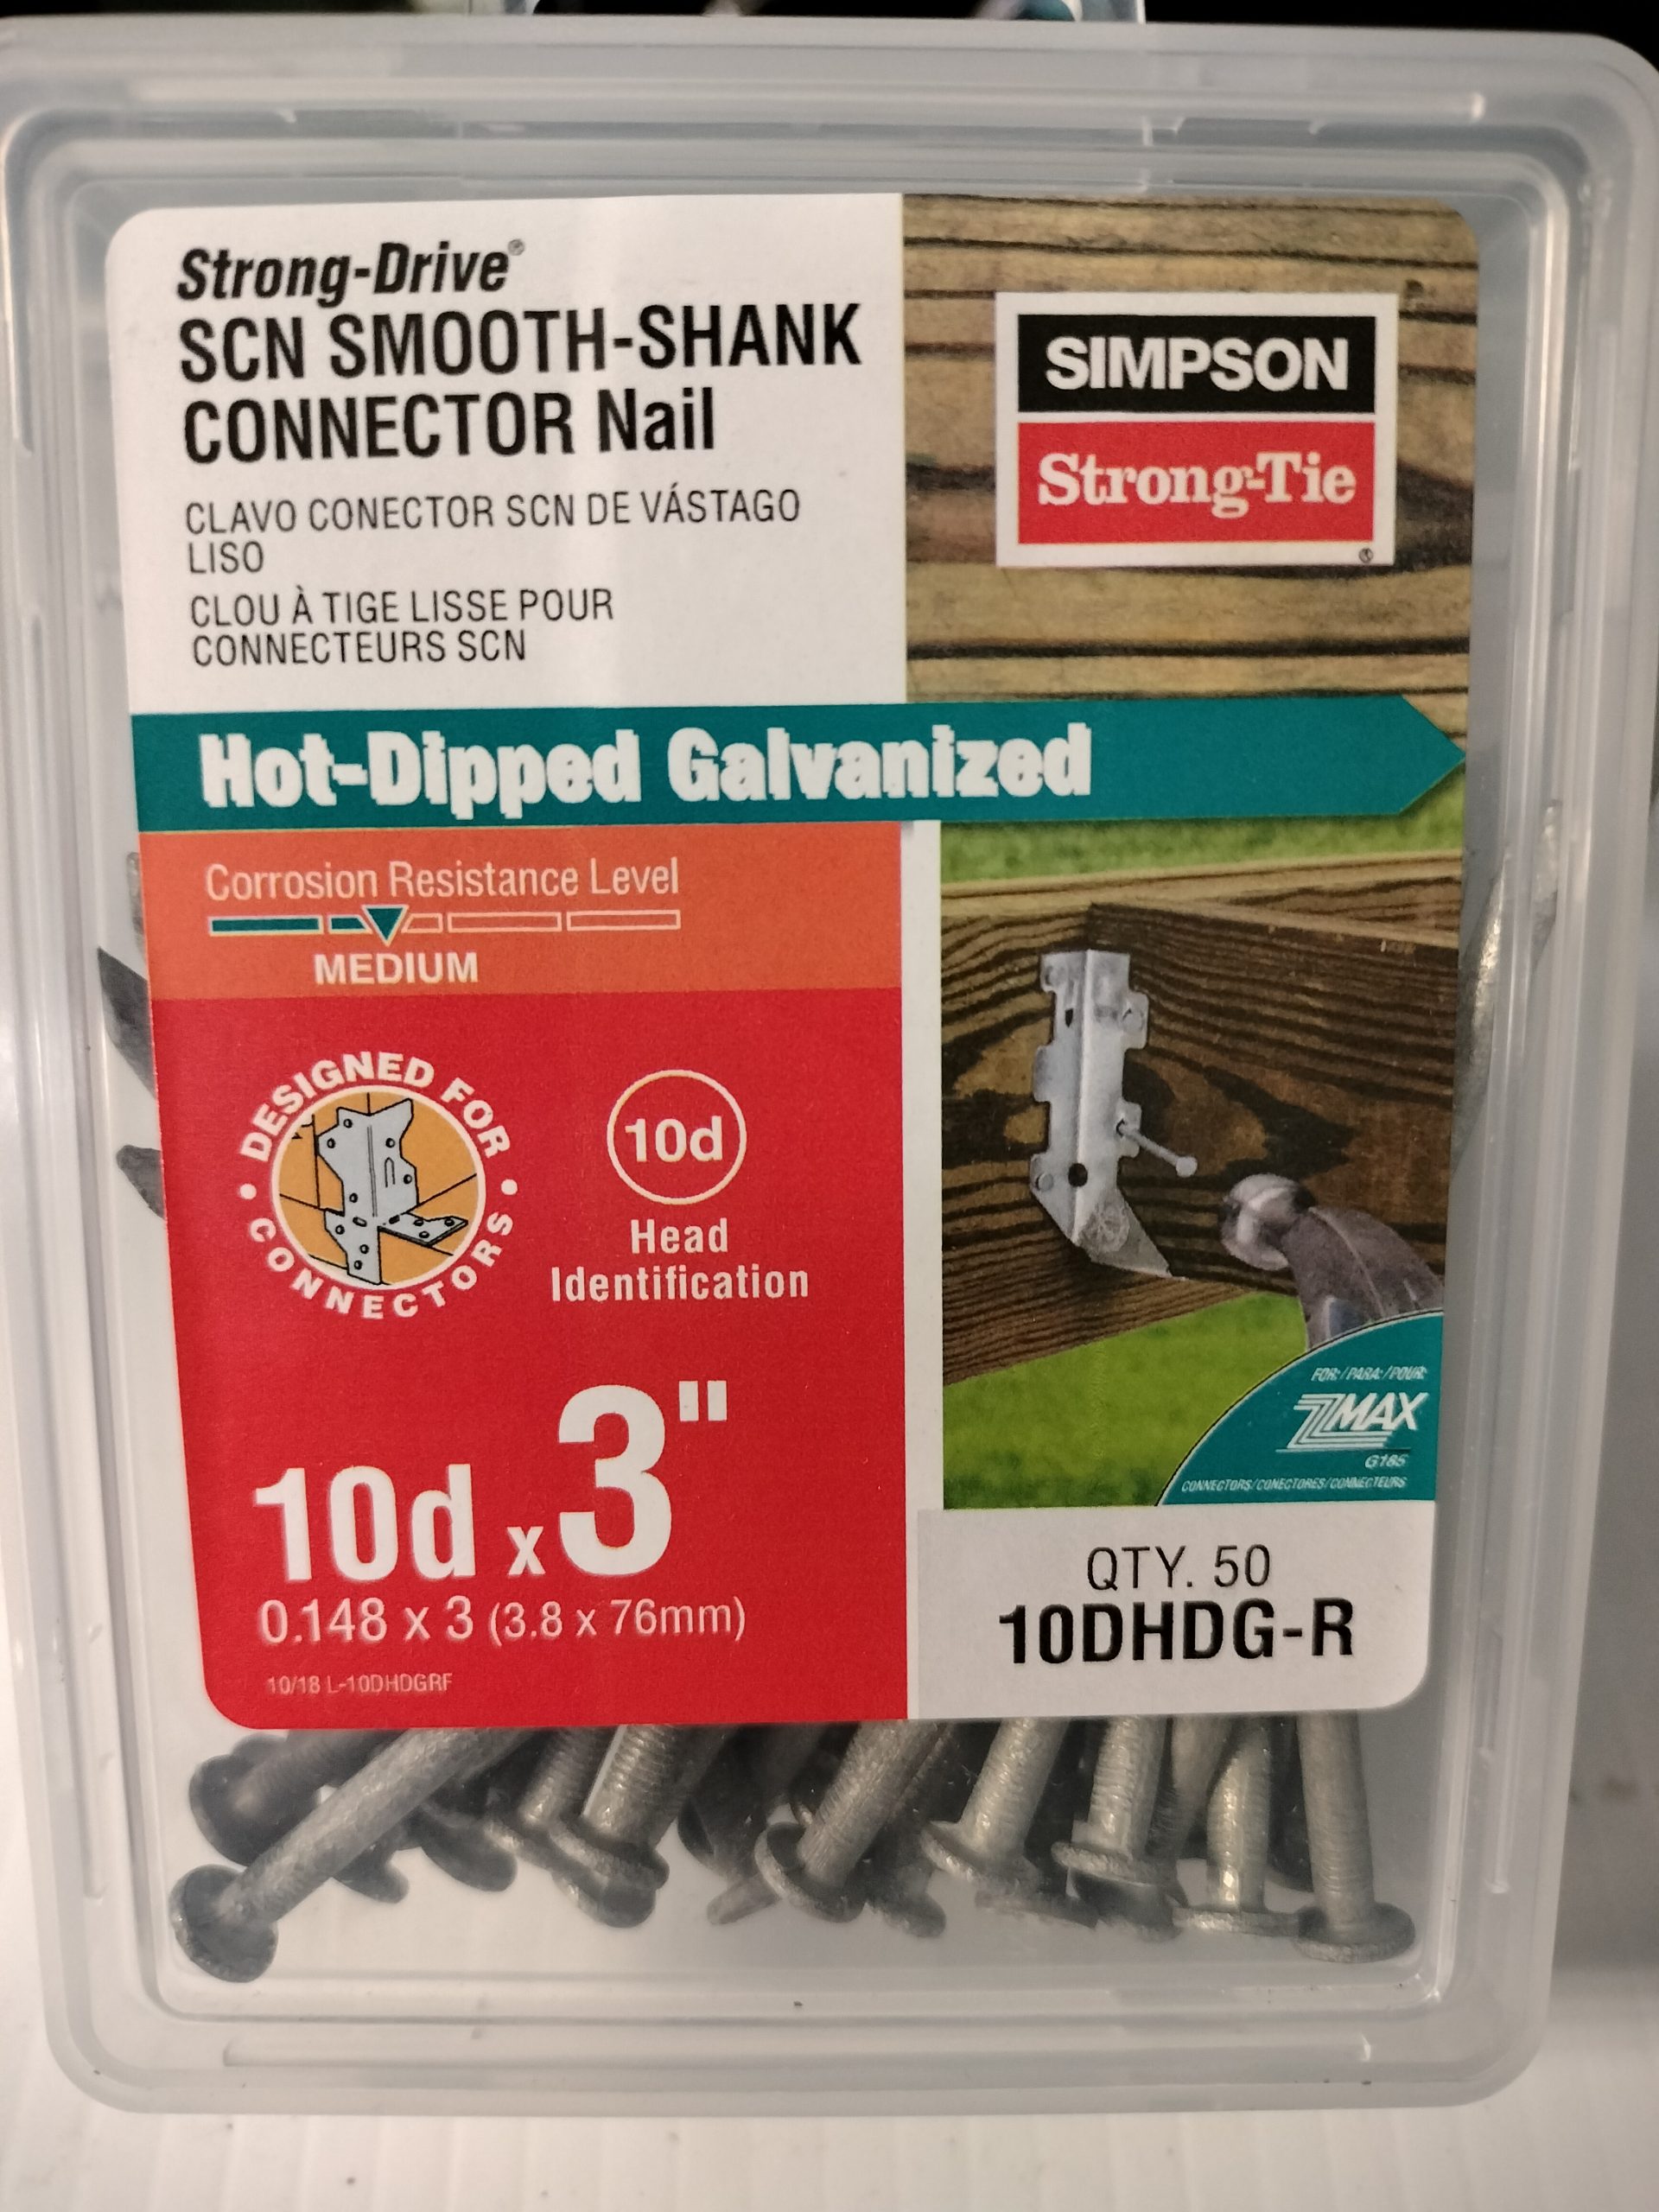 Strong-Drive®
SCN SMOOTH-SHANK
CONNECTOR Nail
CLAVO CONECTOR SCN DE VÁSTAGO
LISO
CLOU À TIGE LISSE POUR
CONNECTEURS SCN
SIMPSON
Strong-Tie
®
Hot-Dipped Galvanized
Corrosion Resistance Level
MEDIUM
DESIGNED FOR
• CONNECTORS •
10d
Head
Identification
10d x 3"
0.148 x 3 (3.8 x 76mm)
10/18 L-10DHDGRF
FOR:/PARA:/POUR:
ZMAX
G185
CONNECTORS/CONECTORES/CONNECTEURS
QTY. 50
10DHDG-R